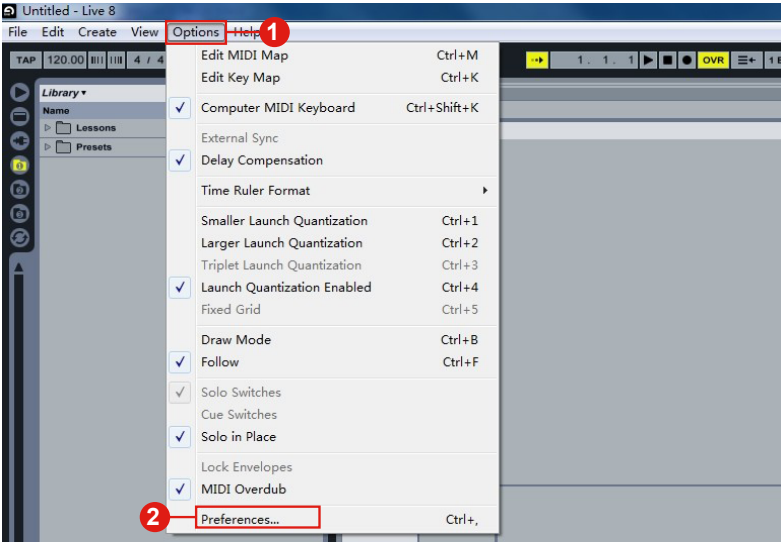 Untitled - Live 8
File Edit Create View Options Help
1
TAP 120.00 4 / 4 1. 1. 1 OVR
Library
Name
Lessons
Presets
Edit MIDI Map Ctrl+M
Edit Key Map Ctrl+K
Computer MIDI Keyboard Ctrl+Shift+K
External Sync
Delay Compensation
Time Ruler Format
Smaller Launch Quantization Ctrl+1
Larger Launch Quantization Ctrl+2
Triplet Launch Quantization Ctrl+3
Launch Quantization Enabled Ctrl+4
Fixed Grid Ctrl+5
Draw Mode Ctrl+B
Follow Ctrl+F
Solo Switches
Cue Switches
Solo in Place
Lock Envelopes
MIDI Overdub
2
Preferences... Ctrl+,